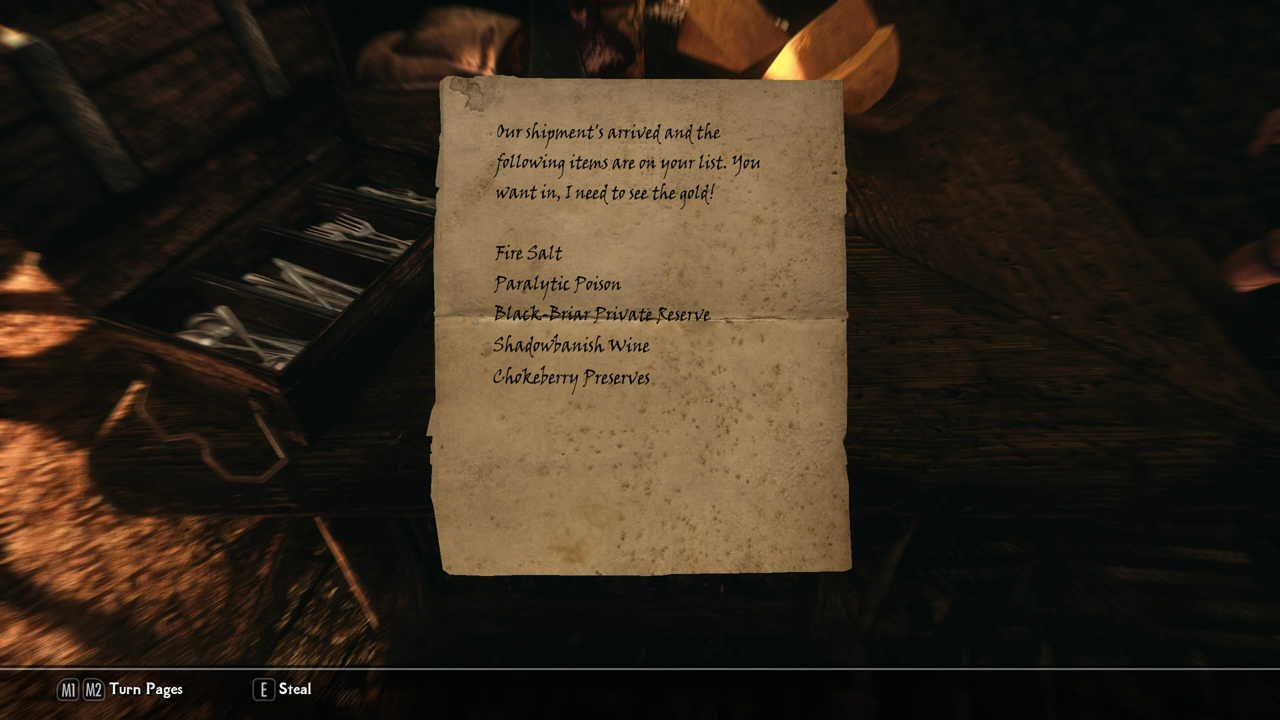 Our shipment's arrived and the
following items are on your list. You
want in, I need to see the gold!
Fire Salt
Paralytic Poison
Black-Briar Private Reserve
Shadowbanish Wine
Chokeberry Preserves
M1 M2 Turn Pages
E Steal